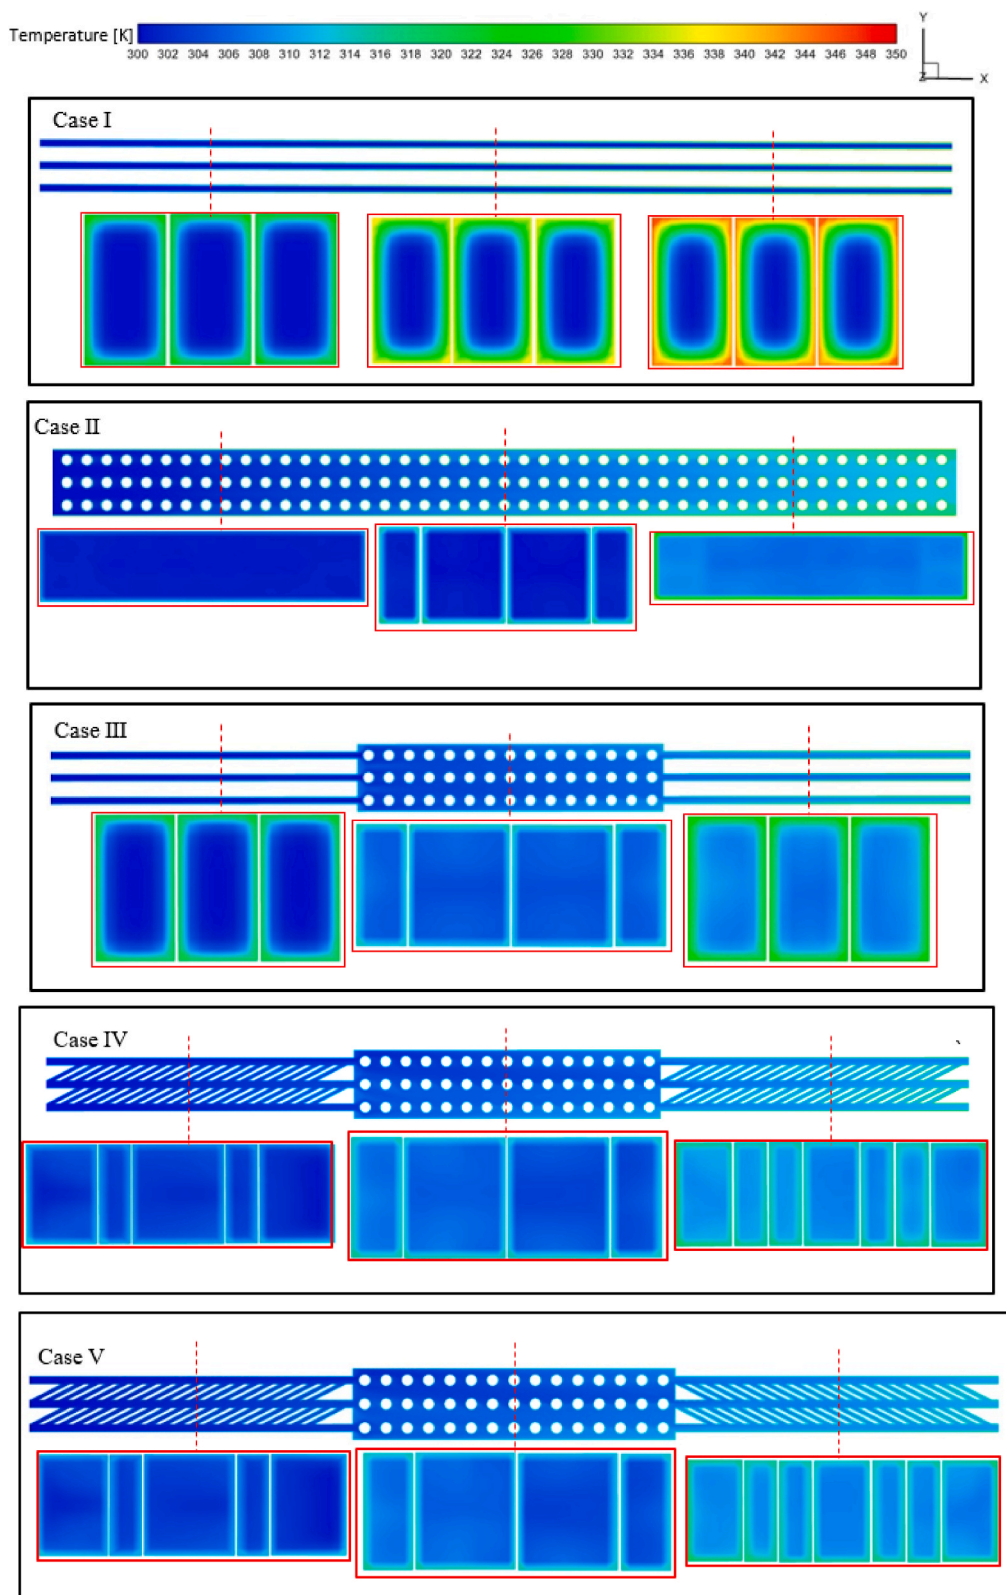 Y
Temperature [K]
300 302 304 306 308 310 312 314 316 318 320 322 324 326 328 330 332 334 336 338 340 342 344 346 348 350
Z X
Case I
Case II
Case III
Case IV
Case V